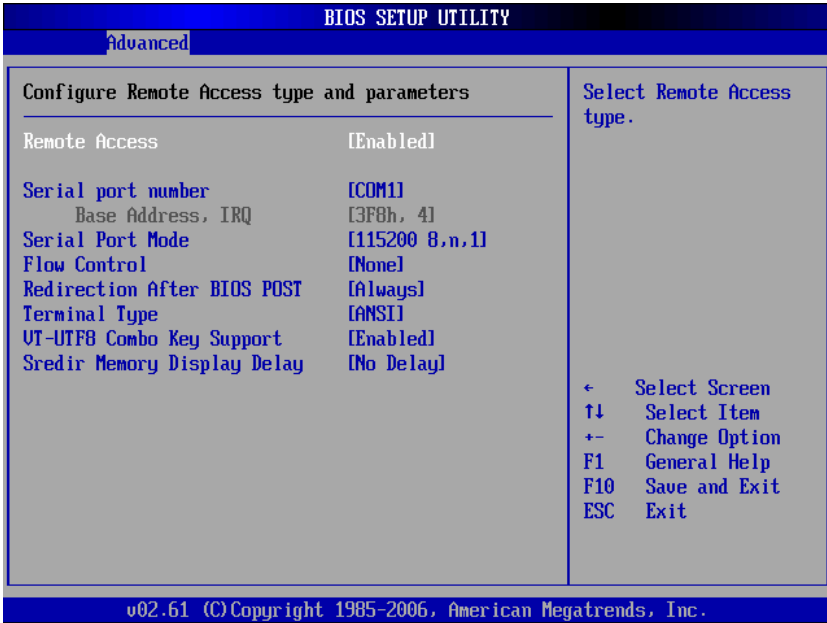 BIOS SETUP UTILITY
Advanced
Configure Remote Access type and parameters
Remote Access [Enabled]
Serial port number [COM1]
Base Address, IRQ [3F8h, 4]
Serial Port Mode [115200 8,n,1]
Flow Control [None]
Redirection After BIOS POST [Always]
Terminal Type [ANSI]
VT-UTF8 Combo Key Support [Enabled]
Sredir Memory Display Delay [No Delay]
Select Remote Access
type.
← Select Screen
↑↓ Select Item
+- Change Option
F1 General Help
F10 Save and Exit
ESC Exit
v02.61 (C)Copyright 1985-2006, American Megatrends, Inc.